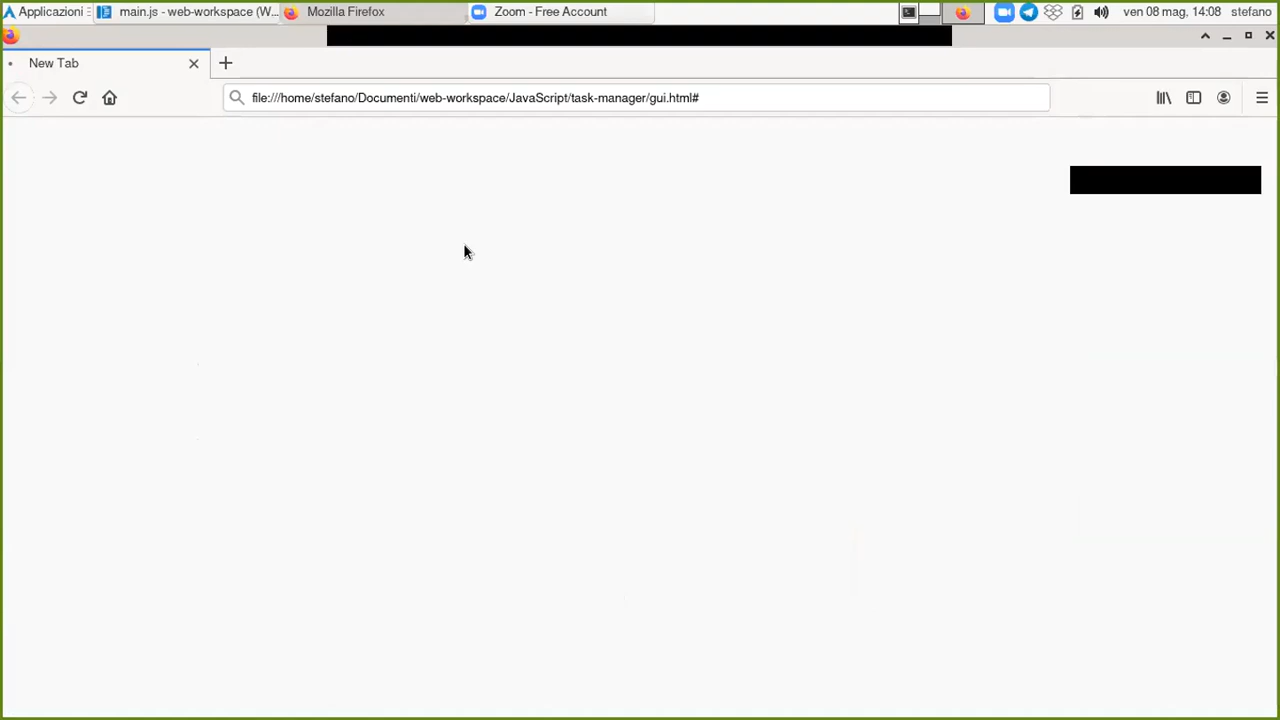 Applicazioni main.js - web-workspace (W... Mozilla Firefox Zoom - Free Account ven 08 mag, 14:08 stefano
New Tab
file:///home/stefano/Documenti/web-workspace/JavaScript/task-manager/gui.html#